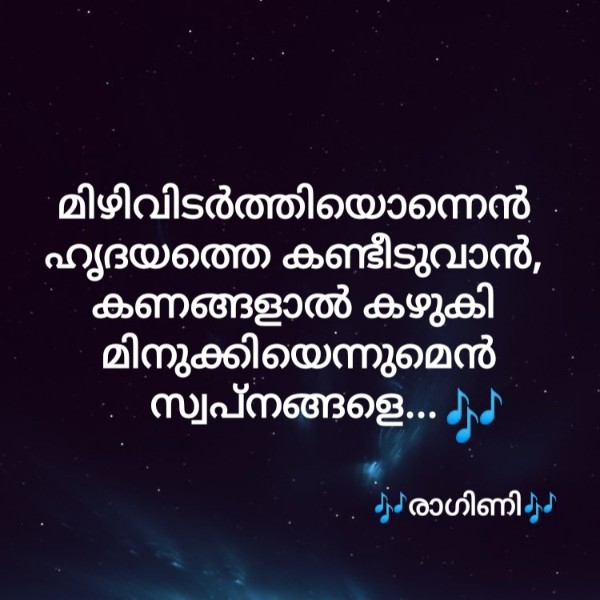 മിഴിവിടർത്തിയൊന്നെൻ
ഹൃദയത്തെ കണ്ടീടുവാൻ,
കണങ്ങളാൽ കഴുകി
മിനുക്കിയെന്നുമെൻ
സ്വപ്നങ്ങളെ... 🎶
🎶രാഗിണി🎶